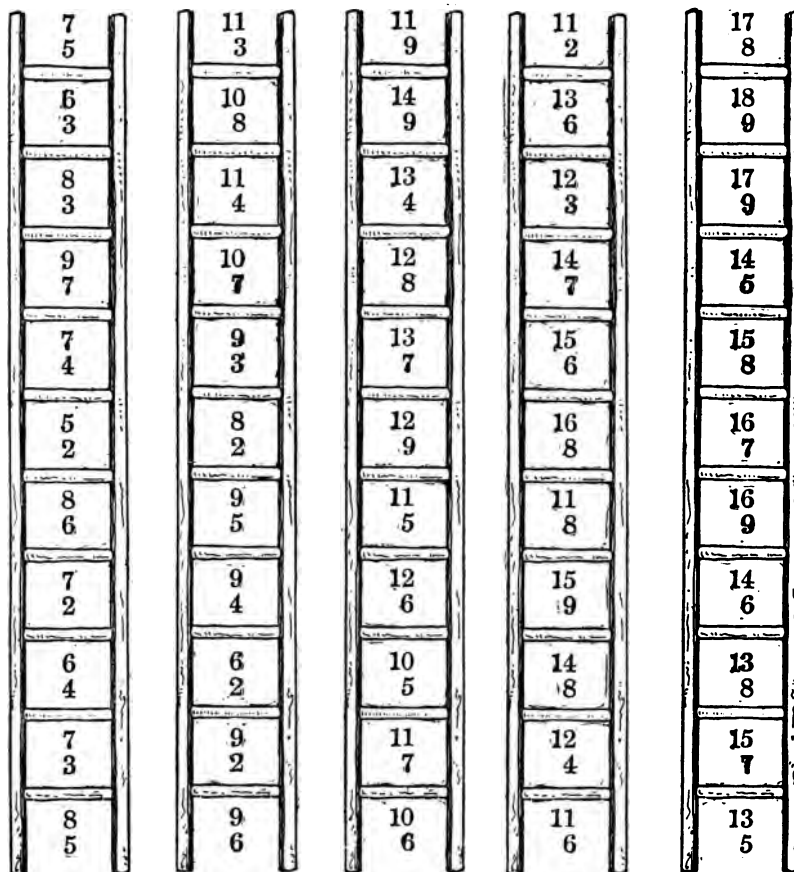 7 11 11 11 17
5 3 9 2 8
6 10 14 13 18
3 8 9 6 9
8 11 13 12 17
3 4 4 3 9
9 10 12 14 14
7 7 8 7 5
7 9 13 15 15
4 3 7 6 8
5 8 12 16 16
2 2 9 8 7
8 9 11 11 16
6 5 5 8 9
7 9 12 15 14
2 4 6 9 6
6 6 10 14 13
4 2 5 8 8
7 9 11 12 15
3 2 7 4 7
8 9 10 11 13
5 6 6 6 5